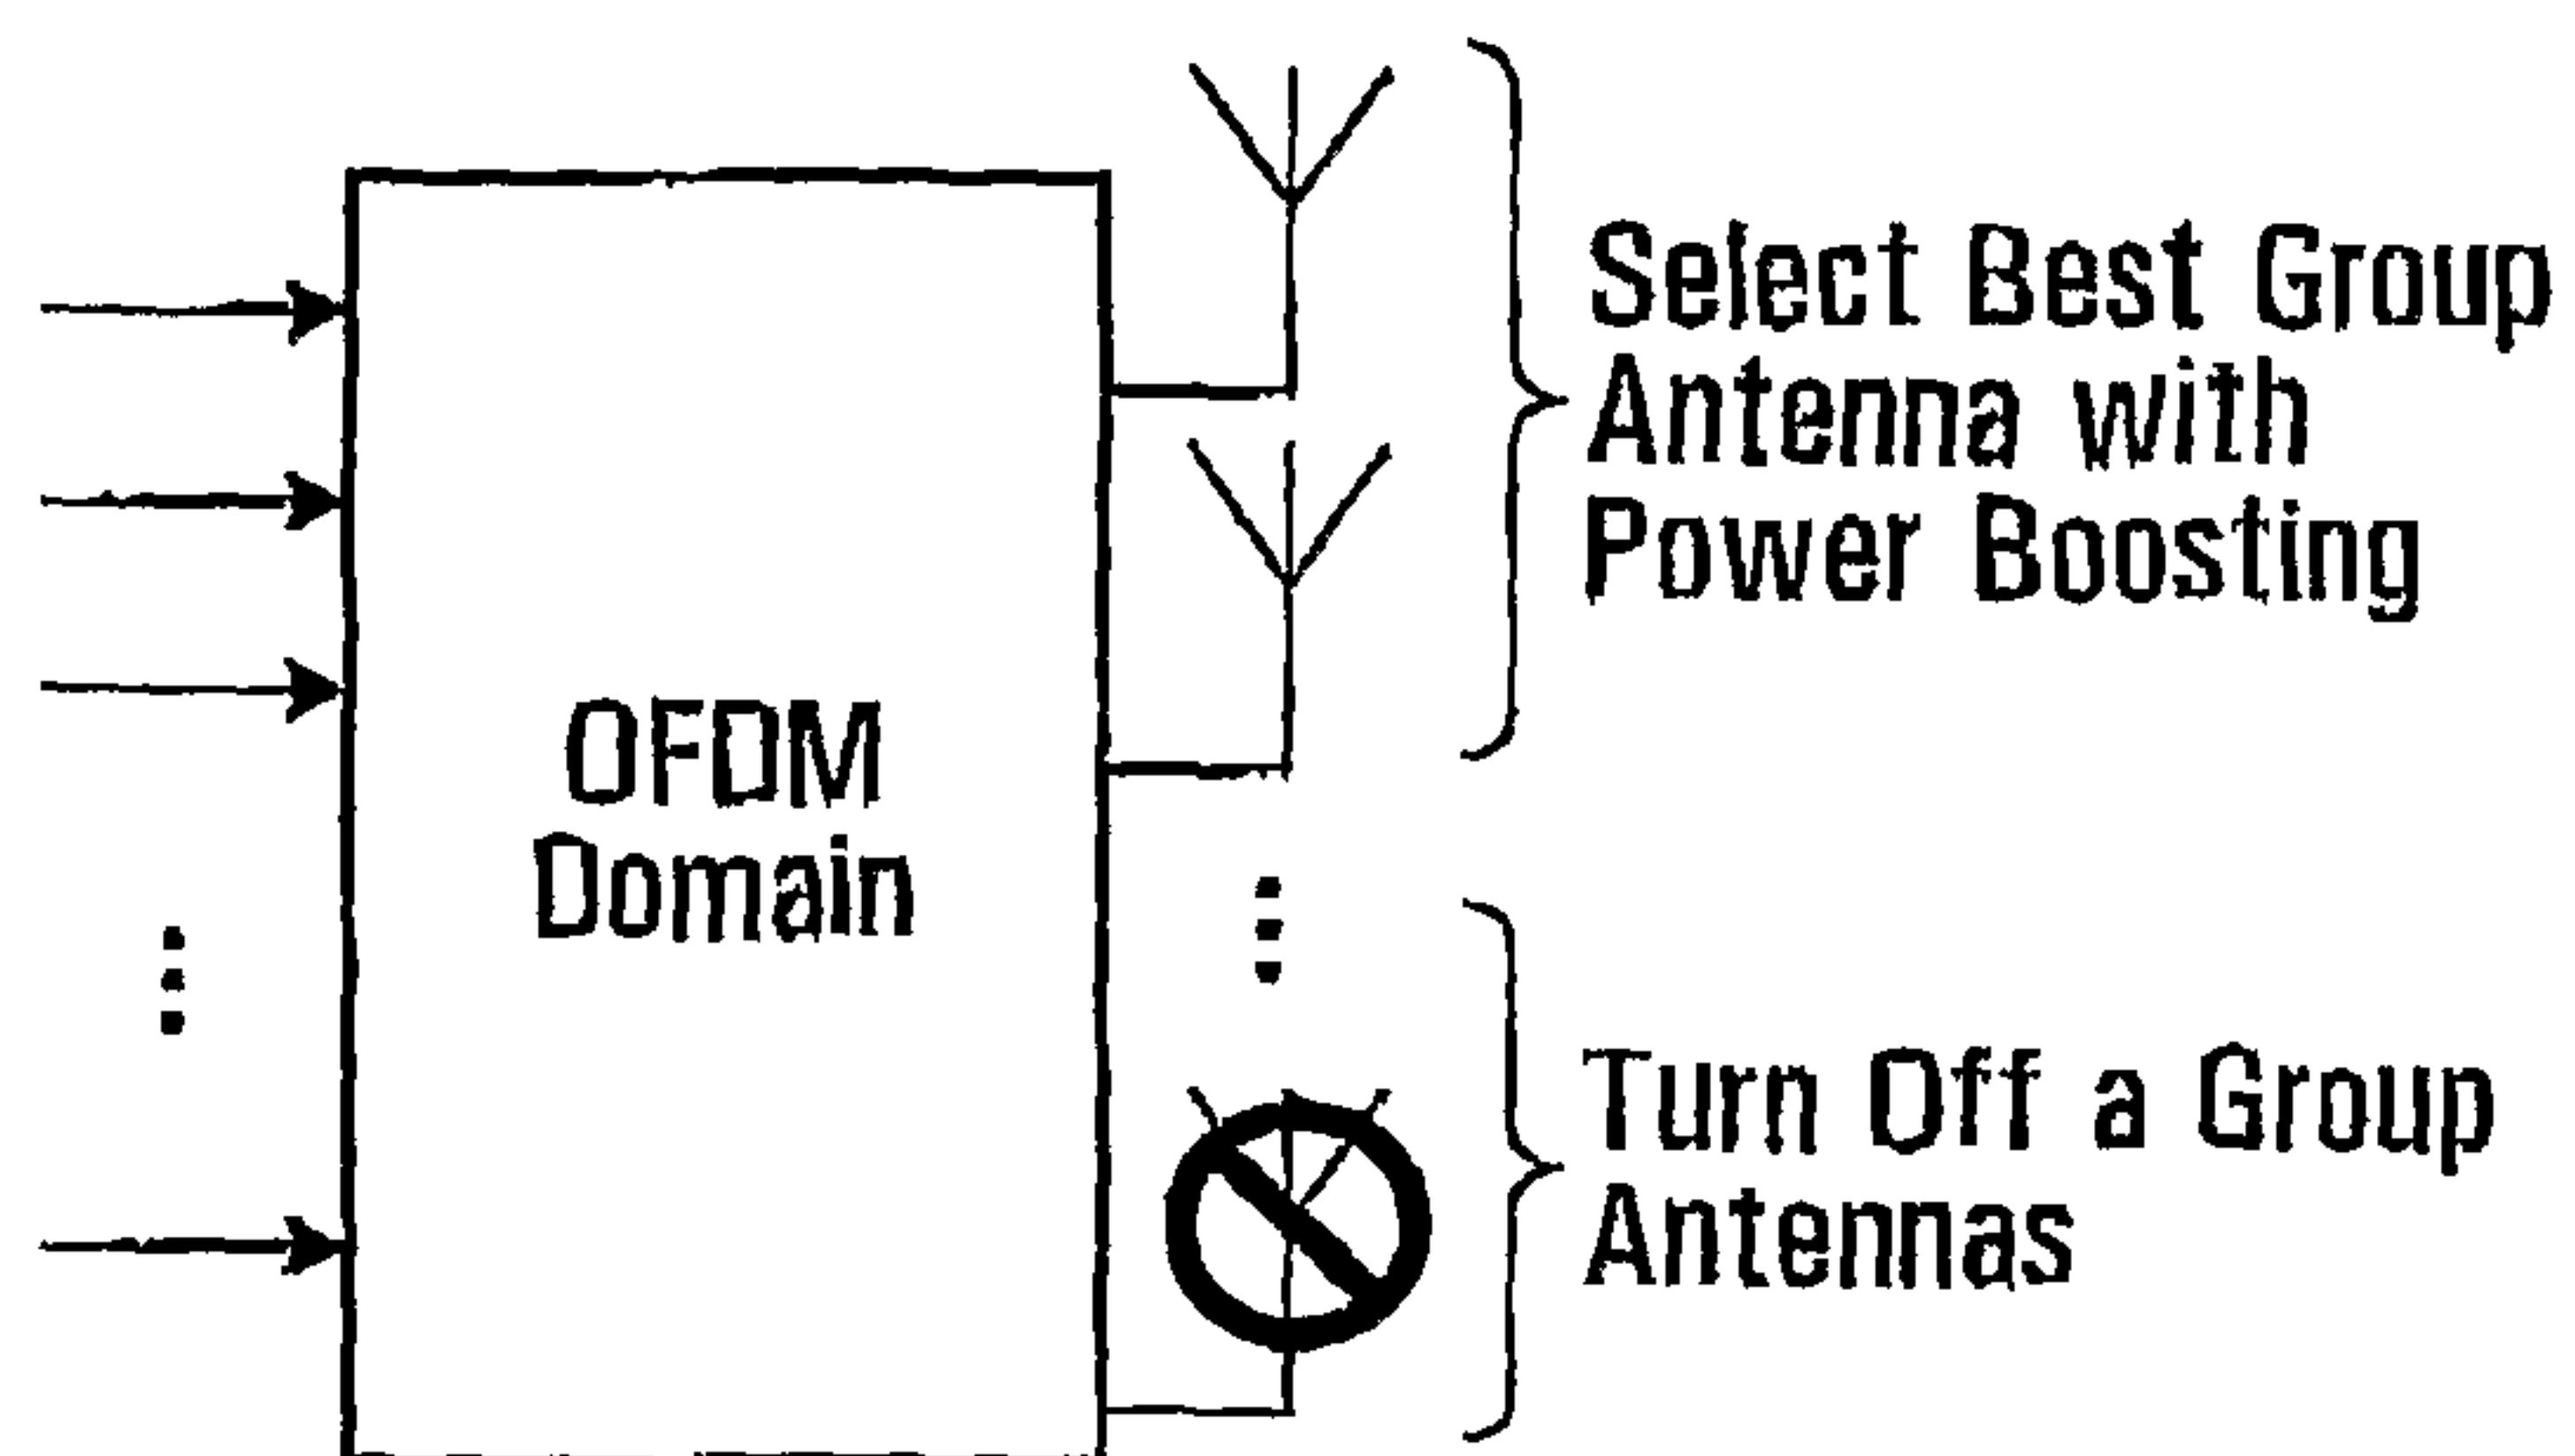 Select Best Group
Antenna with
Power Boosting
OFDM
Domain
Turn Off a Group
Antennas